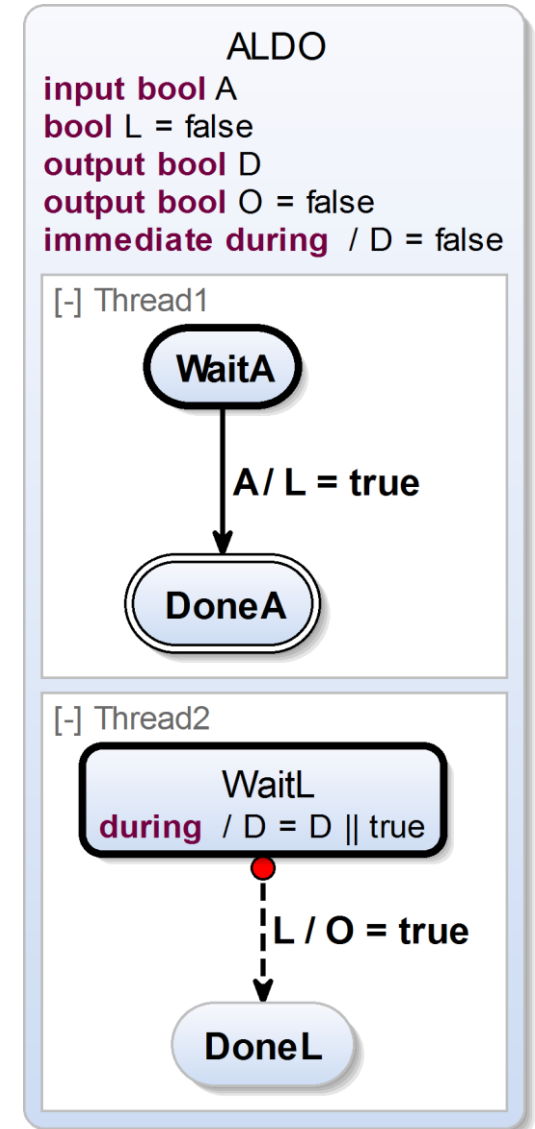 ALDO
input bool A
bool L = false
output bool D
output bool O = false
immediate during / D = false
[-] Thread1
WaitA
A / L = true
DoneA
[-] Thread2
WaitL
during / D = D || true
L / O = true
DoneL